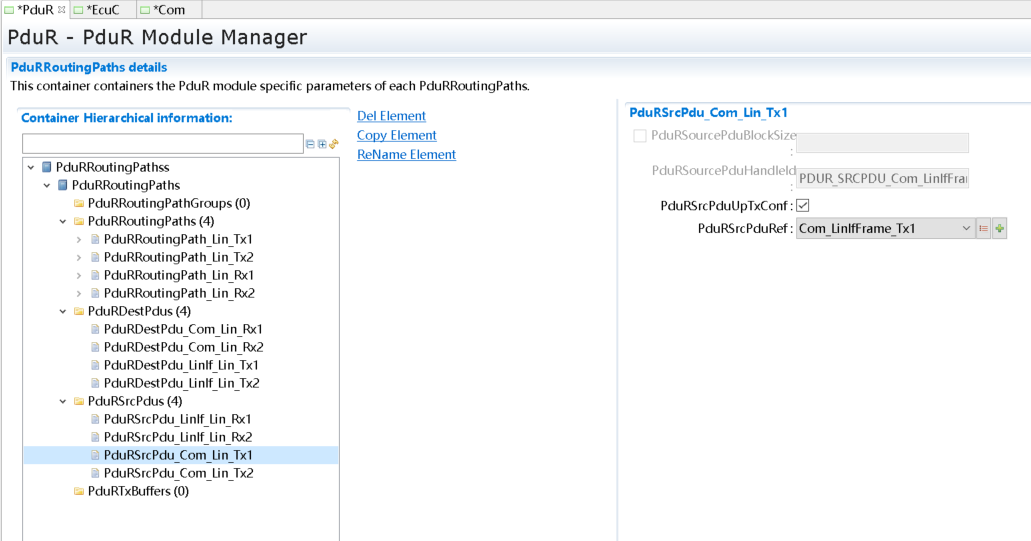 *PduR *EcuC *Com
PduR - PduR Module Manager
PduRRoutingPaths details
This container containers the PduR module specific parameters of each PduRRoutingPaths.
Container Hierarchical information:
Del Element
Copy Element
ReName Element
PduRRoutingPathss
PduRRoutingPaths
PduRRoutingPathGroups (0)
PduRRoutingPaths (4)
PduRRoutingPath_Lin_Tx1
PduRRoutingPath_Lin_Tx2
PduRRoutingPath_Lin_Rx1
PduRRoutingPath_Lin_Rx2
PduRDestPdus (4)
PduRDestPdu_Com_Lin_Rx1
PduRDestPdu_Com_Lin_Rx2
PduRDestPdu_LinIf_Lin_Tx1
PduRDestPdu_LinIf_Lin_Tx2
PduRSrcPdus (4)
PduRSrcPdu_LinIf_Lin_Rx1
PduRSrcPdu_LinIf_Lin_Rx2
PduRSrcPdu_Com_Lin_Tx1
PduRSrcPdu_Com_Lin_Tx2
PduRTxBuffers (0)
PduRSrcPdu_Com_Lin_Tx1
PduRSourcePduBlockSize
:
PduRSourcePduHandleId
: PDUR_SRCPDU_Com_LinIfFrar
PduRSrcPduUpTxConf :
PduRSrcPduRef : Com_LinIfFrame_Tx1